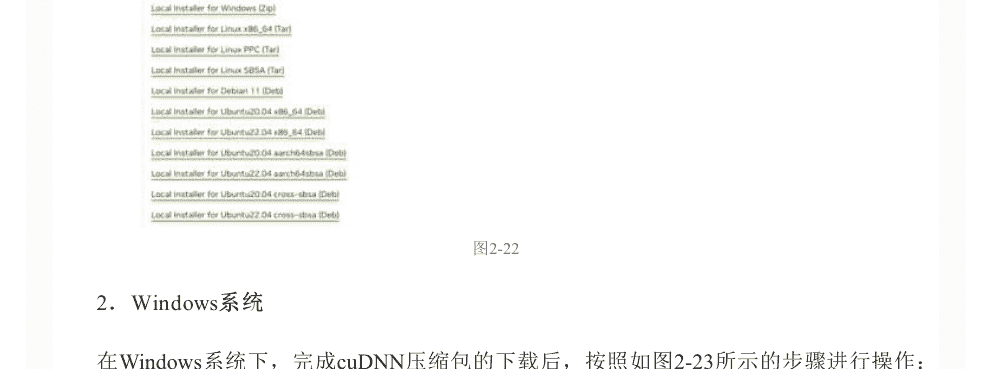 Local Installer for Windows (Zip)
Local Installer for Linux x86_64 (Tar)
Local Installer for Linux PPC (Tar)
Local Installer for Linux SBSA (Tar)
Local Installer for Debian 11 (Deb)
Local Installer for Ubuntu20.04 x86_64 (Deb)
Local Installer for Ubuntu22.04 x86_64 (Deb)
Local Installer for Ubuntu20.04 aarch64sbsa (Deb)
Local Installer for Ubuntu22.04 aarch64sbsa (Deb)
Local Installer for Ubuntu20.04 cross-sbsa (Deb)
Local Installer for Ubuntu22.04 cross-sbsa (Deb)
图2-22
2．Windows系统
在Windows系统下，完成cuDNN压缩包的下载后，按照如图2-23所示的步骤进行操作：